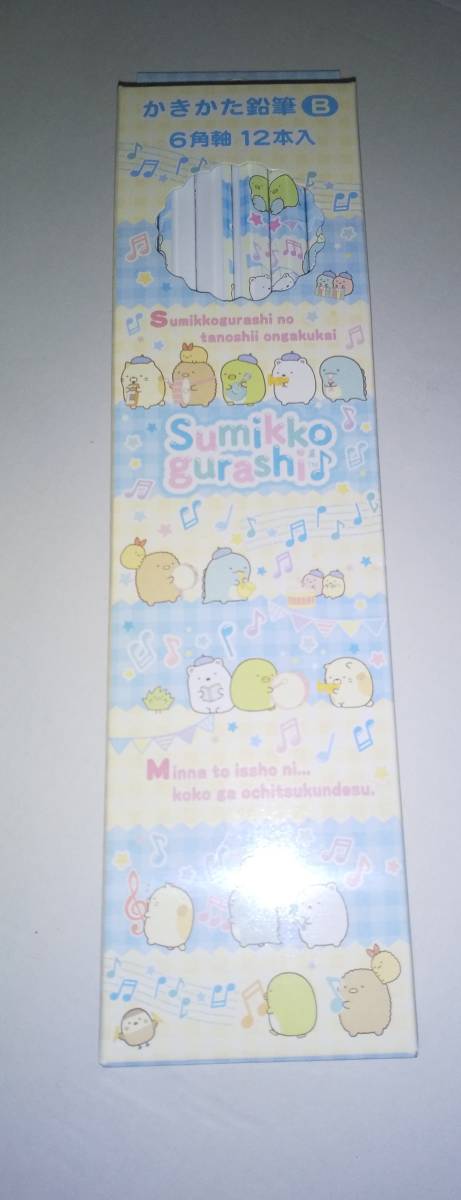 かきかた鉛筆 B
6角軸 12本入
Sumikkogurashi no
tanoshii ongakukai
Sumikko
gurashi
Minna to issho ni...
koko ga ochitsukundesu.